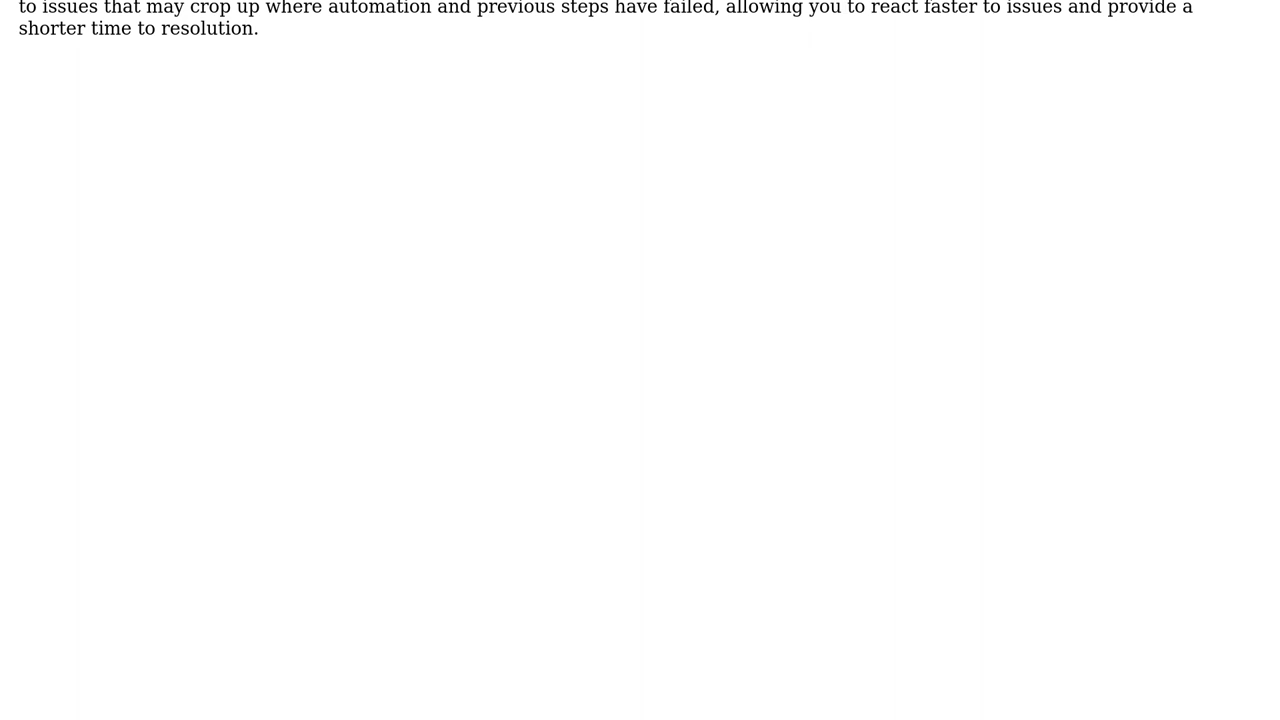 to issues that may crop up where automation and previous steps have failed, allowing you to react faster to issues and provide a
shorter time to resolution.